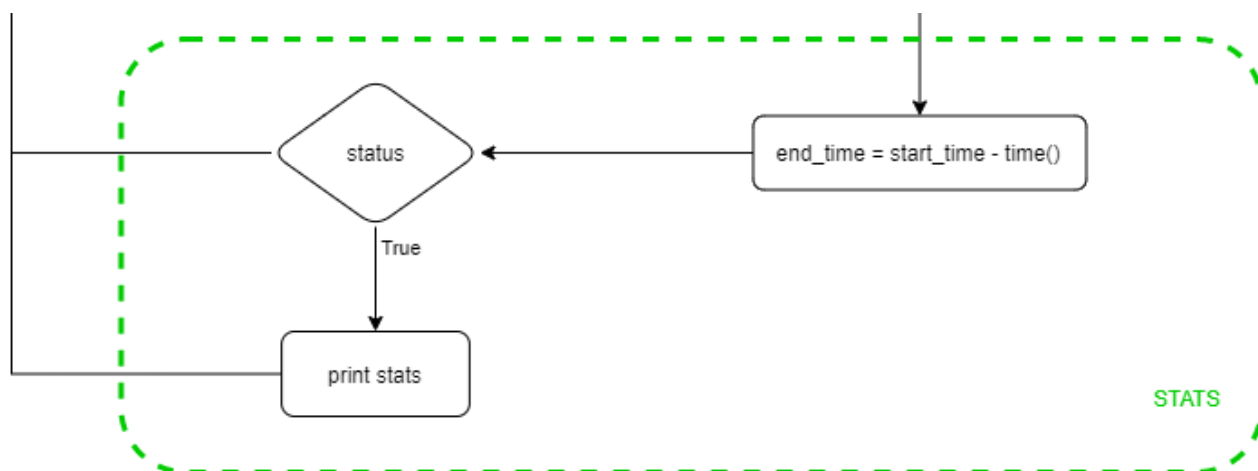 status
end_time = start_time - time()
True
print stats
STATS